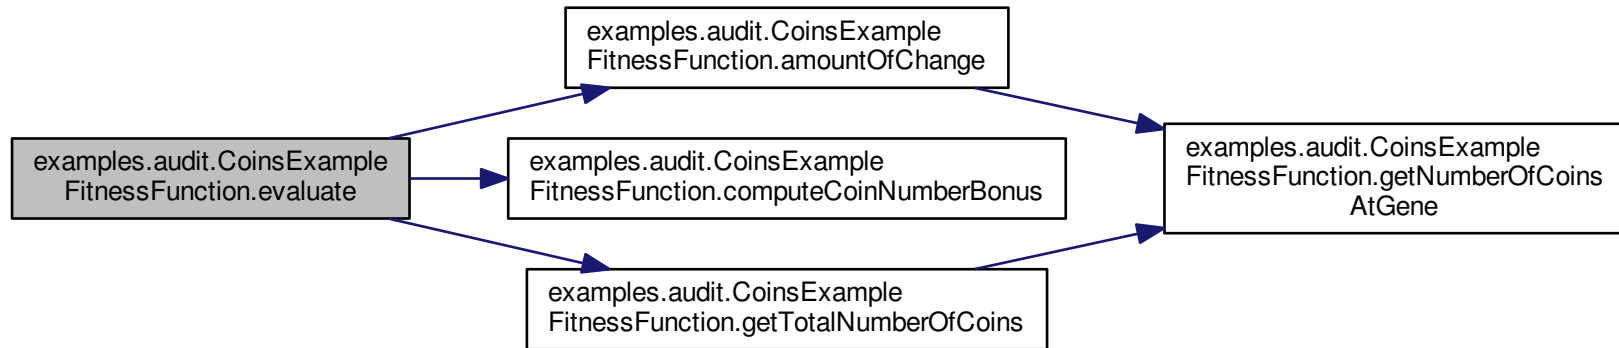 examples.audit.CoinsExample
FitnessFunction.evaluate
examples.audit.CoinsExample
FitnessFunction.amountOfChange
examples.audit.CoinsExample
FitnessFunction.computeCoinNumberBonus
examples.audit.CoinsExample
FitnessFunction.getTotalNumberOfCoins
examples.audit.CoinsExample
FitnessFunction.getNumberOfCoins
AtGene